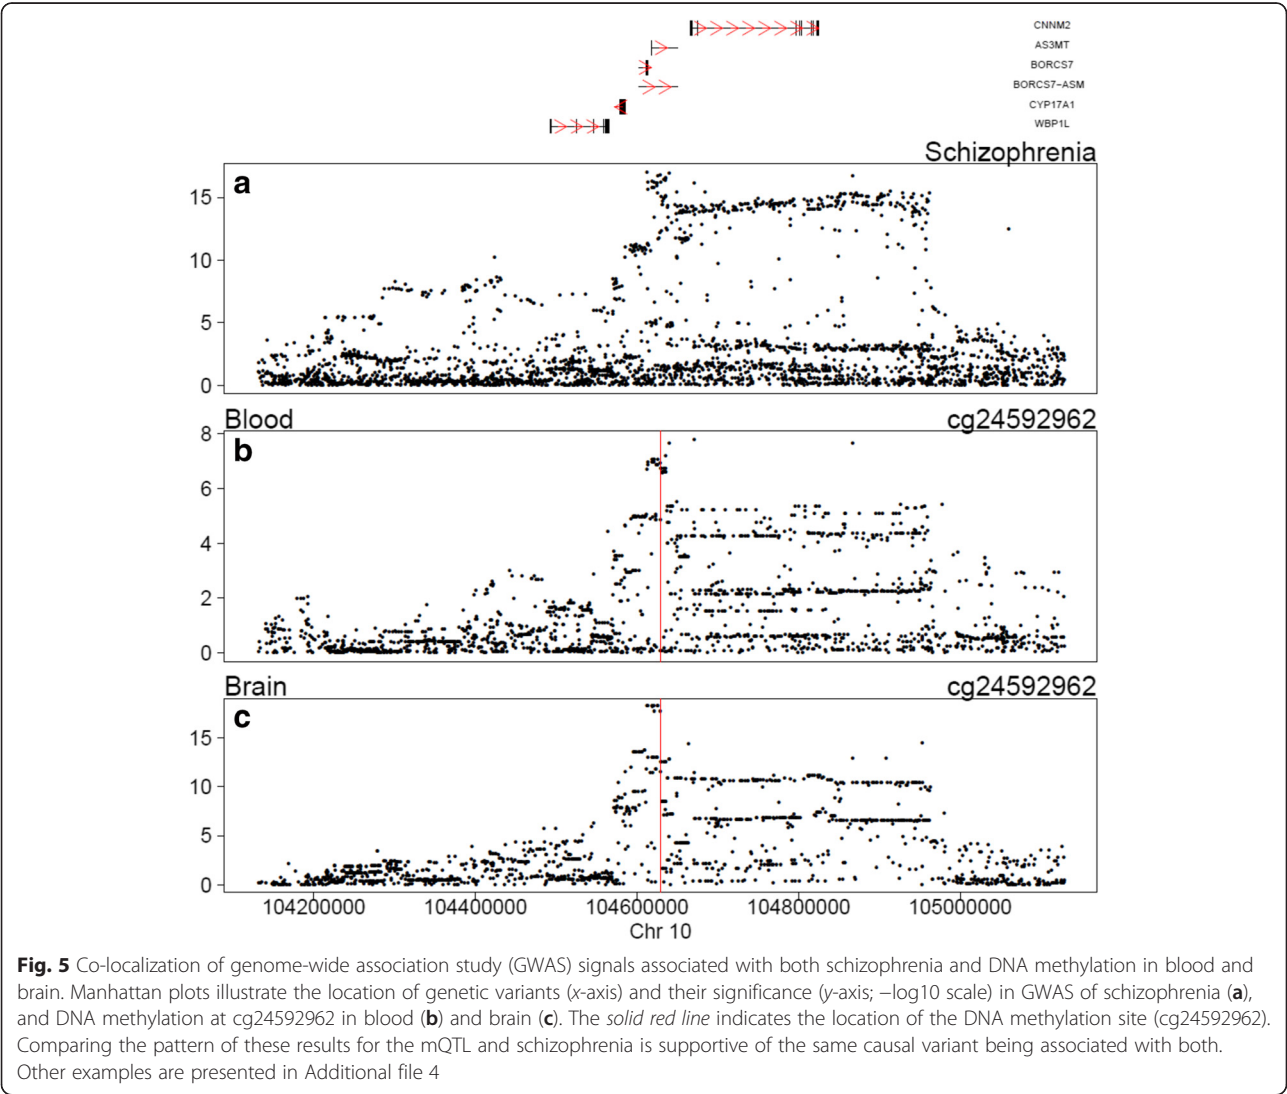 CNNM2
AS3MT
BORCS7
BORCS7−ASM
CYP17A1
WBP1L
Schizophrenia
a
15
10
5
0
Blood
cg24592962
b
8
6
4
2
0
Brain
cg24592962
c
15
10
5
0
104200000 104400000 104600000 104800000 105000000
Chr 10
Fig. 5 Co-localization of genome-wide association study (GWAS) signals associated with both schizophrenia and DNA methylation in blood and
brain. Manhattan plots illustrate the location of genetic variants (x-axis) and their significance (y-axis; −log10 scale) in GWAS of schizophrenia (a),
and DNA methylation at cg24592962 in blood (b) and brain (c). The solid red line indicates the location of the DNA methylation site (cg24592962).
Comparing the pattern of these results for the mQTL and schizophrenia is supportive of the same causal variant being associated with both.
Other examples are presented in Additional file 4